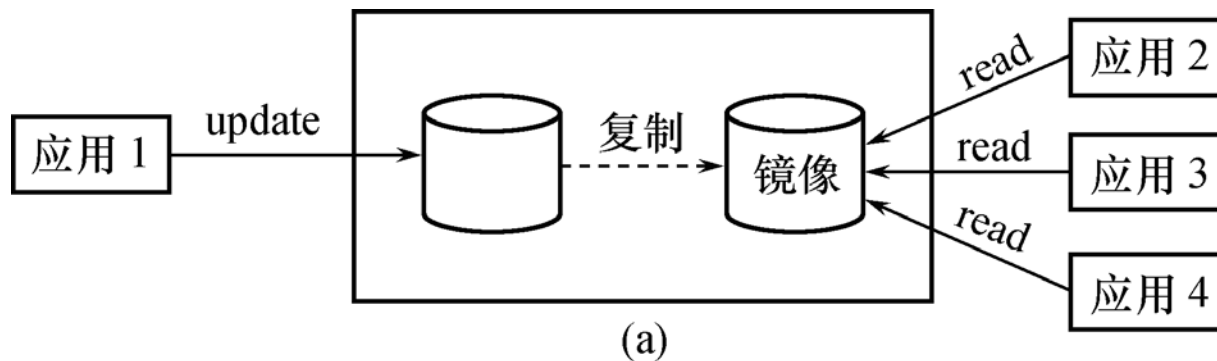 应用 1
update
复制
镜像
read
应用 2
read
应用 3
read
应用 4
(a)